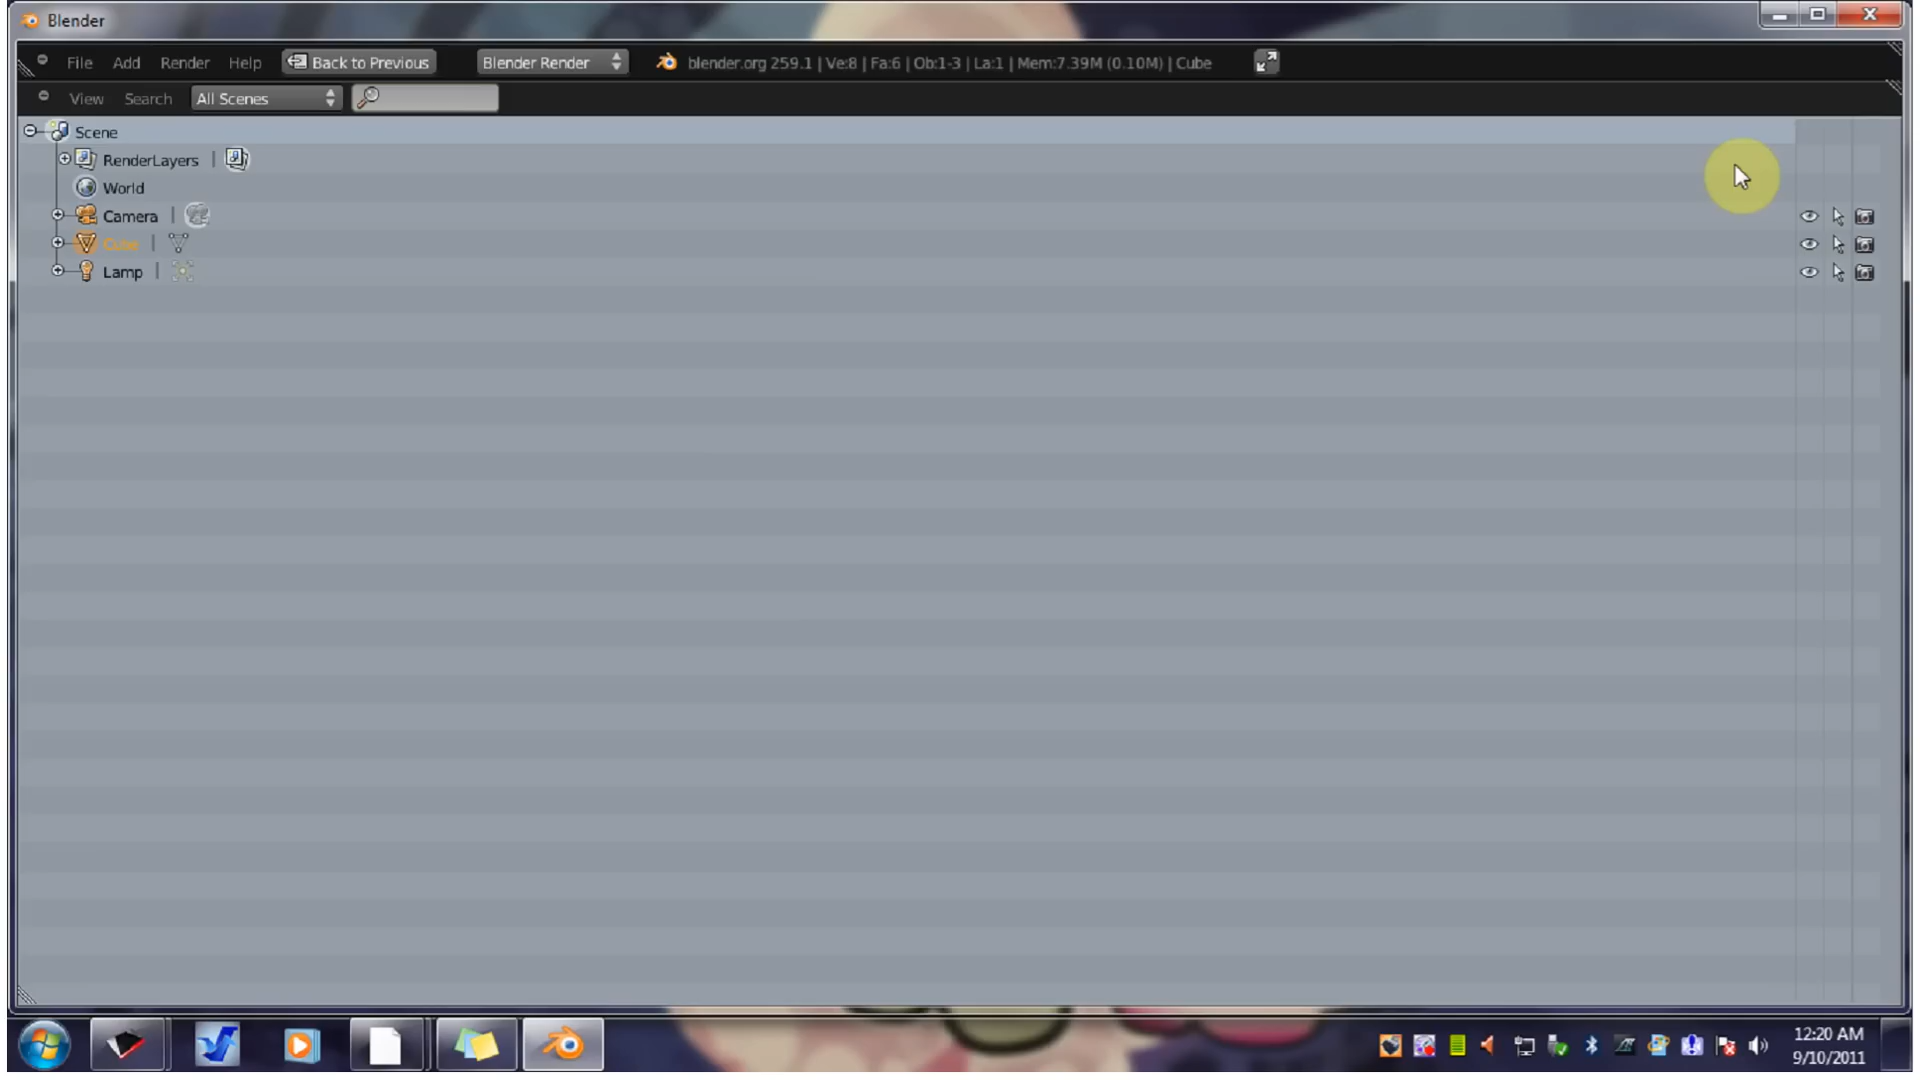 Blender
File Add Render Help Back to Previous Blender Render blender.org 259.1 | Ve:8 | Fa:6 | Ob:1-3 | La:1 | Mem:7.39M (0.10M) | Cube
View Search All Scenes
Scene
RenderLayers
World
Camera
Cube
Lamp
12:20 AM
9/10/2011